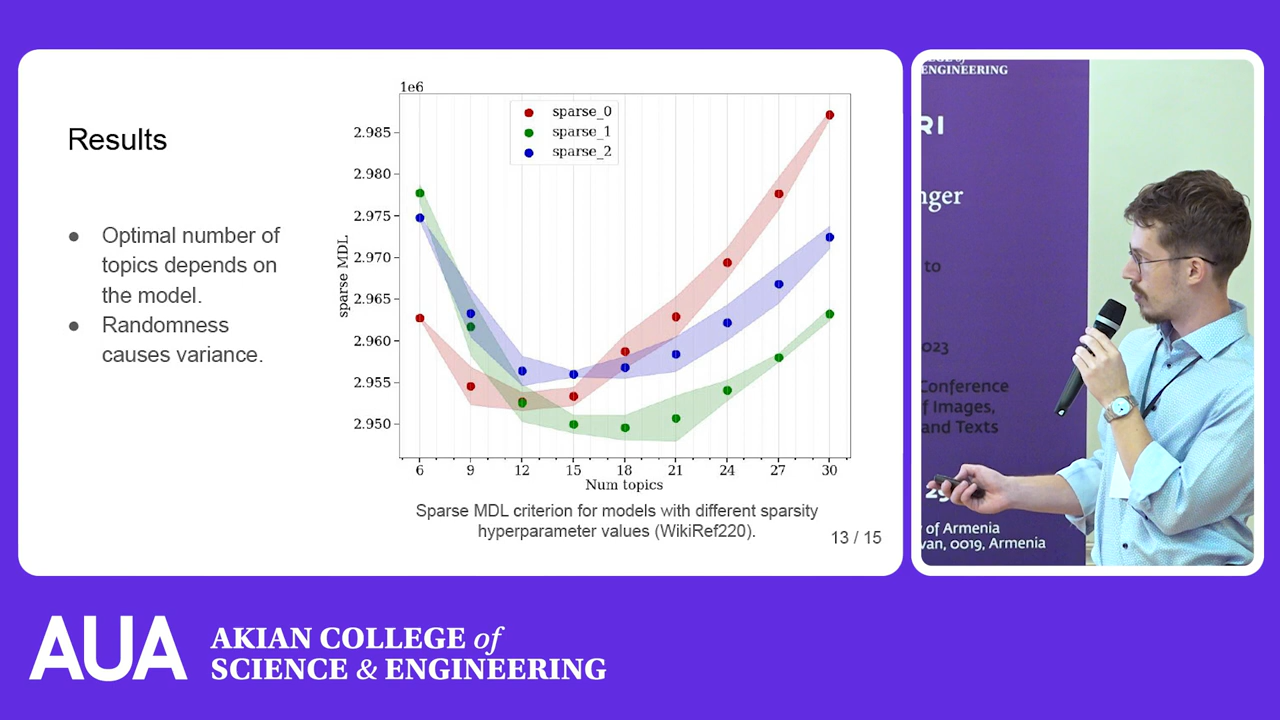 Results
● Optimal number of
topics depends on
the model.
● Randomness
causes variance.
1e6
sparse_0
sparse_1
sparse_2
2.985
2.980
2.975
2.970
2.965
2.960
2.955
2.950
sparse MDL
6 9 12 15 18 21 24 27 30
Num topics
Sparse MDL criterion for models with different sparsity
hyperparameter values (WikiRef220).
13 / 15
ENGINEERING
RI
nger
to
023
Conference
f Images,
and Texts
of Armenia
van, 0019, Armenia
AUA
AKIAN COLLEGE of
SCIENCE & ENGINEERING